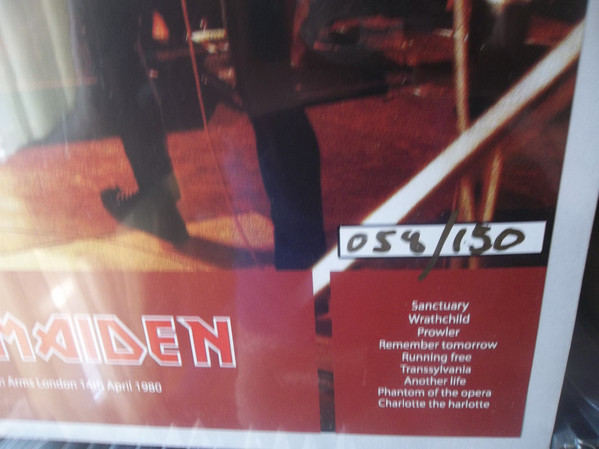 058/150
MAIDEN
Arms London 14th April 1980
Sanctuary
Wrathchild
Prowler
Remember tomorrow
Running free
Transsylvania
Another life
Phantom of the opera
Charlotte the harlotte